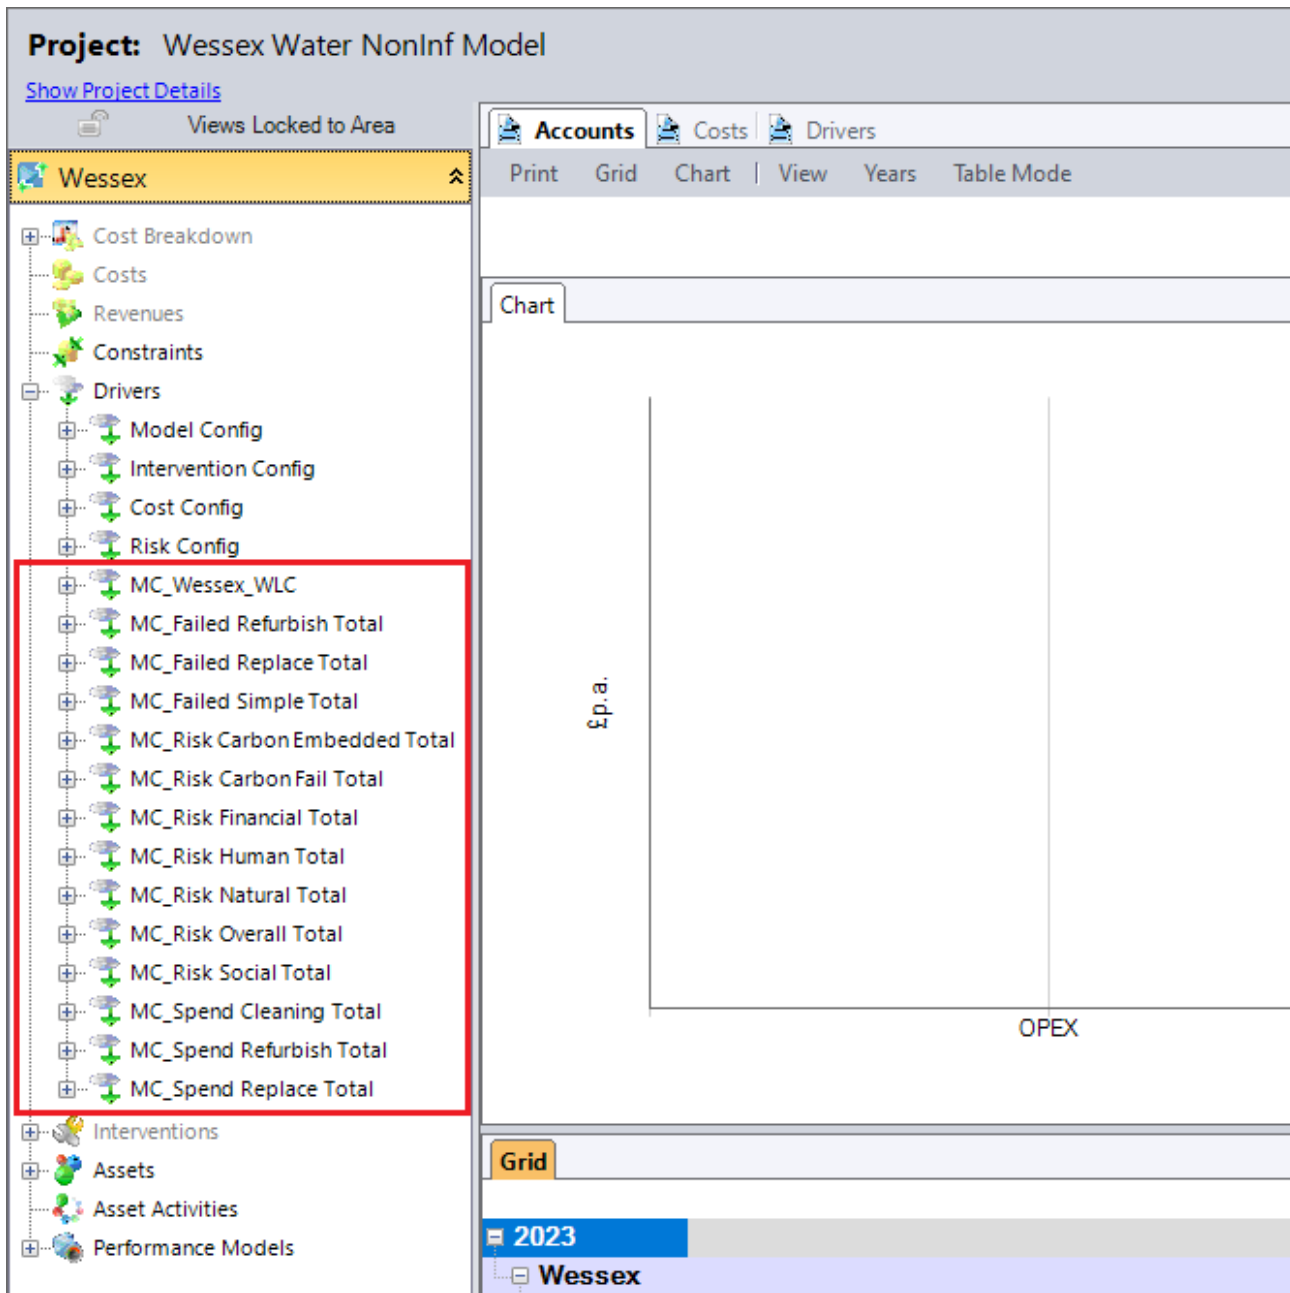 Project: Wessex Water NonInf Model
Show Project Details
Views Locked to Area
Wessex
Cost Breakdown
Costs
Revenues
Constraints
Drivers
Model Config
Intervention Config
Cost Config
Risk Config
MC_Wessex_WLC
MC_Failed Refurbish Total
MC_Failed Replace Total
MC_Failed Simple Total
MC_Risk Carbon Embedded Total
MC_Risk Carbon Fail Total
MC_Risk Financial Total
MC_Risk Human Total
MC_Risk Natural Total
MC_Risk Overall Total
MC_Risk Social Total
MC_Spend Cleaning Total
MC_Spend Refurbish Total
MC_Spend Replace Total
Interventions
Assets
Asset Activities
Performance Models
Accounts Costs Drivers
Print Grid Chart | View Years Table Mode
Chart
£p.a.
OPEX
Grid
2023
Wessex